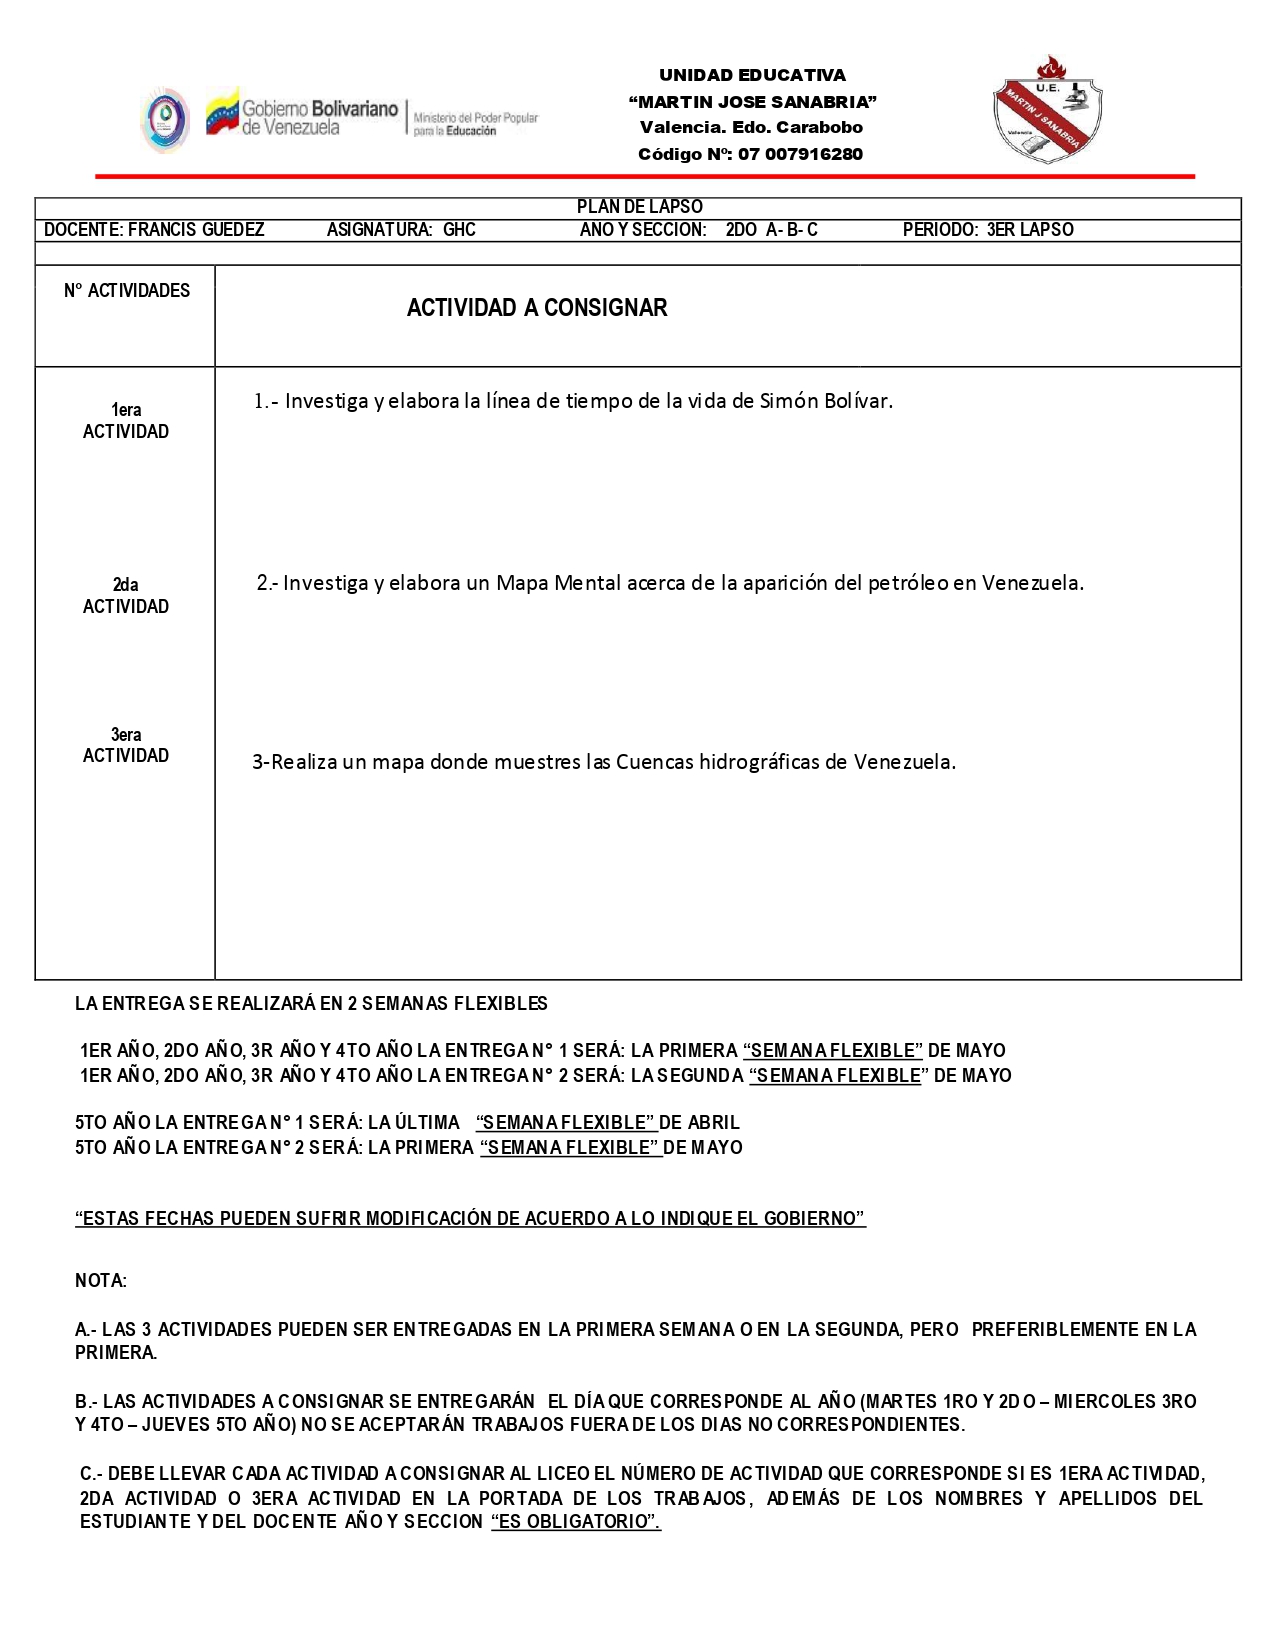 UNIDAD EDUCATIVA
“MARTIN JOSE SANABRIA”
Valencia. Edo. Carabobo
Código Nº: 07 007916280
Gobierno Bolivariano
de Venezuela
Ministerio del Poder Popular
para la Educación
U.E.
MARTIN J SANABRIA
Valencia
PLAN DE LAPSO
DOCENTE: FRANCIS GUEDEZ ASIGNATURA: GHC ANO Y SECCION: 2DO A- B- C PERIODO: 3ER LAPSO
N° ACTIVIDADES
ACTIVIDAD A CONSIGNAR
1era
ACTIVIDAD
1.- Investiga y elabora la línea de tiempo de la vida de Simón Bolívar.
2da
ACTIVIDAD
2.- Investiga y elabora un Mapa Mental acerca de la aparición del petróleo en Venezuela.
3era
ACTIVIDAD
3-Realiza un mapa donde muestres las Cuencas hidrográficas de Venezuela.
LA ENTREGA SE REALIZARÁ EN 2 SEMANAS FLEXIBLES
1ER AÑO, 2DO AÑO, 3R AÑO Y 4TO AÑO LA ENTREGA N° 1 SERÁ: LA PRIMERA “SEMANA FLEXIBLE” DE MAYO
1ER AÑO, 2DO AÑO, 3R AÑO Y 4TO AÑO LA ENTREGA N° 2 SERÁ: LA SEGUNDA “SEMANA FLEXIBLE” DE MAYO
5TO AÑO LA ENTREGA N° 1 SERÁ: LA ÚLTIMA “SEMANA FLEXIBLE” DE ABRIL
5TO AÑO LA ENTREGA N° 2 SERÁ: LA PRIMERA “SEMANA FLEXIBLE” DE MAYO
“ESTAS FECHAS PUEDEN SUFRIR MODIFICACIÓN DE ACUERDO A LO INDIQUE EL GOBIERNO”
NOTA:
A.- LAS 3 ACTIVIDADES PUEDEN SER ENTREGADAS EN LA PRIMERA SEMANA O EN LA SEGUNDA, PERO PREFERIBLEMENTE EN LA
PRIMERA.
B.- LAS ACTIVIDADES A CONSIGNAR SE ENTREGARÁN EL DÍA QUE CORRESPONDE AL AÑO (MARTES 1RO Y 2DO – MIERCOLES 3RO
Y 4TO – JUEVES 5TO AÑO) NO SE ACEPTARÁN TRABAJOS FUERA DE LOS DIAS NO CORRESPONDIENTES.
C.- DEBE LLEVAR CADA ACTIVIDAD A CONSIGNAR AL LICEO EL NÚMERO DE ACTIVIDAD QUE CORRESPONDE SI ES 1ERA ACTIVIDAD,
2DA ACTIVIDAD O 3ERA ACTIVIDAD EN LA PORTADA DE LOS TRABAJOS, ADEMÁS DE LOS NOMBRES Y APELLIDOS DEL
ESTUDIANTE Y DEL DOCENTE AÑO Y SECCION “ES OBLIGATORIO”.